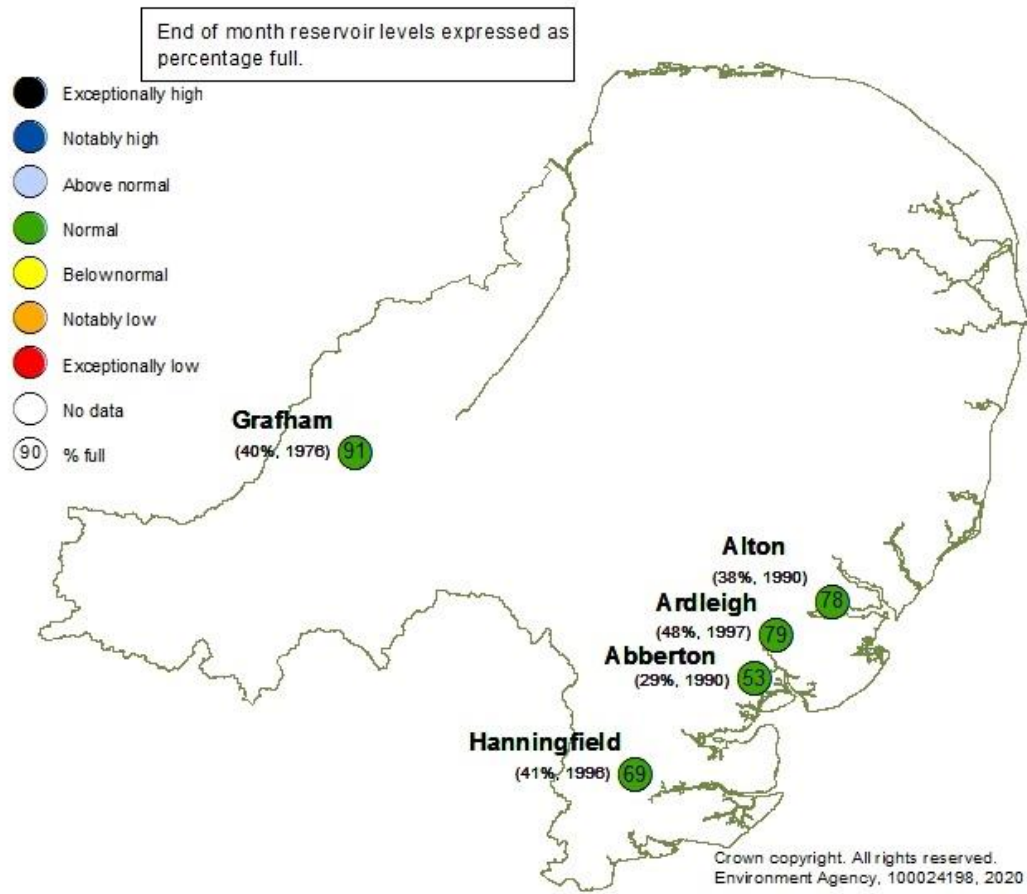 End of month reservoir levels expressed as
percentage full.
Exceptionally high
Notably high
Above normal
Normal
Belownormal
Notably low
Exceptionally low
No data
90 % full
Grafham
(40%, 1976) 91
Alton
(38%, 1990) 78
Ardleigh
(48%, 1997) 79
Abberton
(29%, 1990) 53
Hanningfield
(41%, 1996) 69
Crown copyright. All rights reserved.
Environment Agency, 100024198, 2020